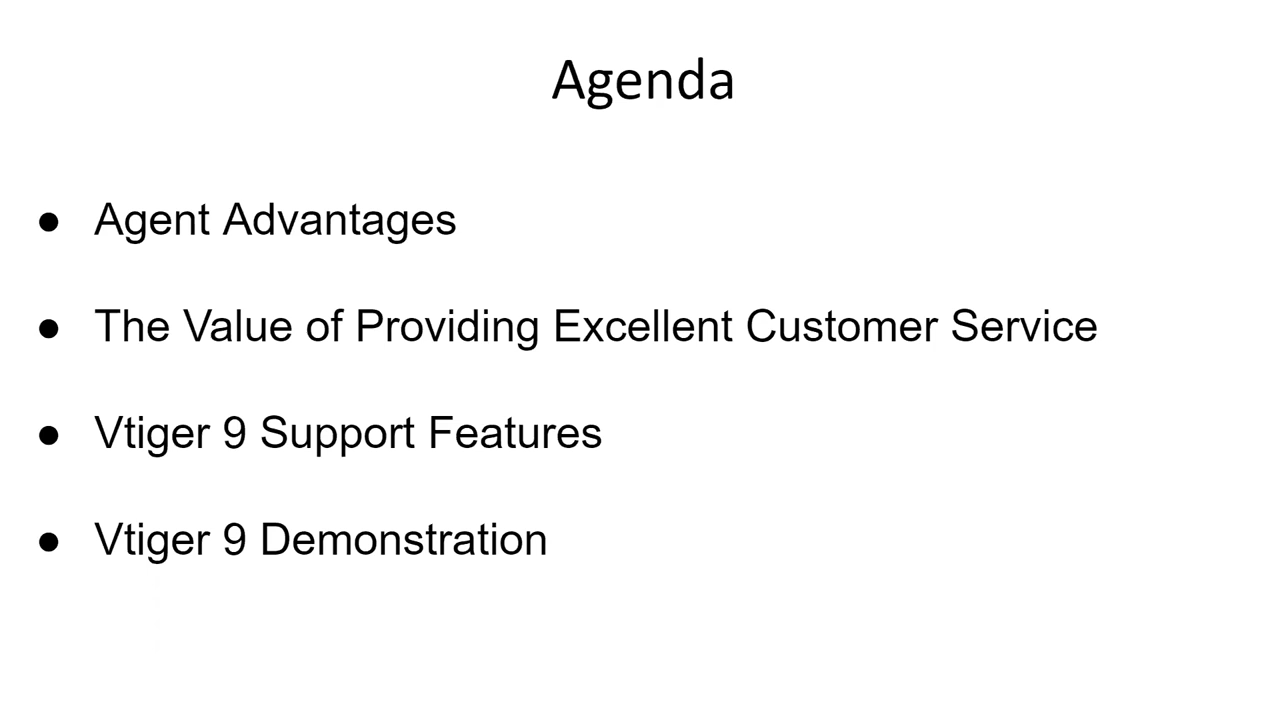 Agenda
● Agent Advantages
● The Value of Providing Excellent Customer Service
● Vtiger 9 Support Features
● Vtiger 9 Demonstration